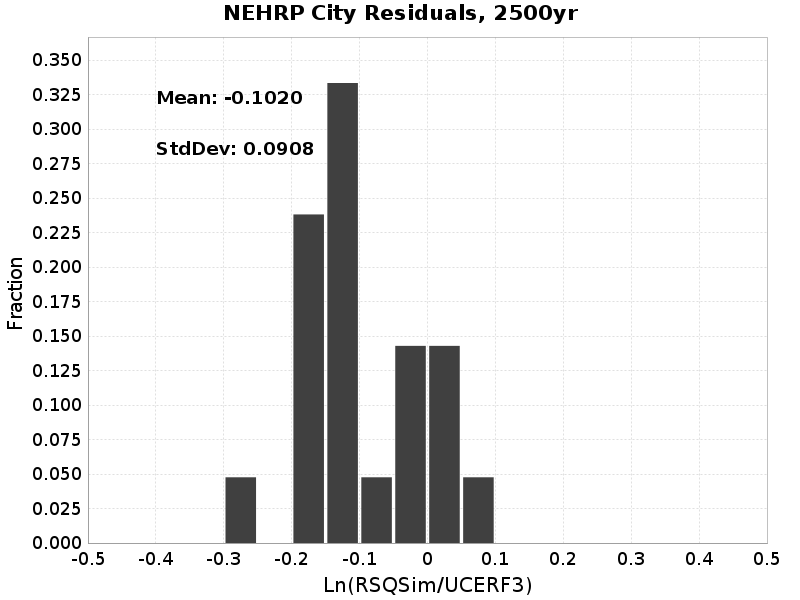 NEHRP City Residuals, 2500yr
Mean: -0.1020
StdDev: 0.0908
Fraction
0.350
0.325
0.300
0.275
0.250
0.225
0.200
0.175
0.150
0.125
0.100
0.075
0.050
0.025
0.000
-0.5 -0.4 -0.3 -0.2 -0.1 0 0.1 0.2 0.3 0.4 0.5
Ln(RSQSim/UCERF3)